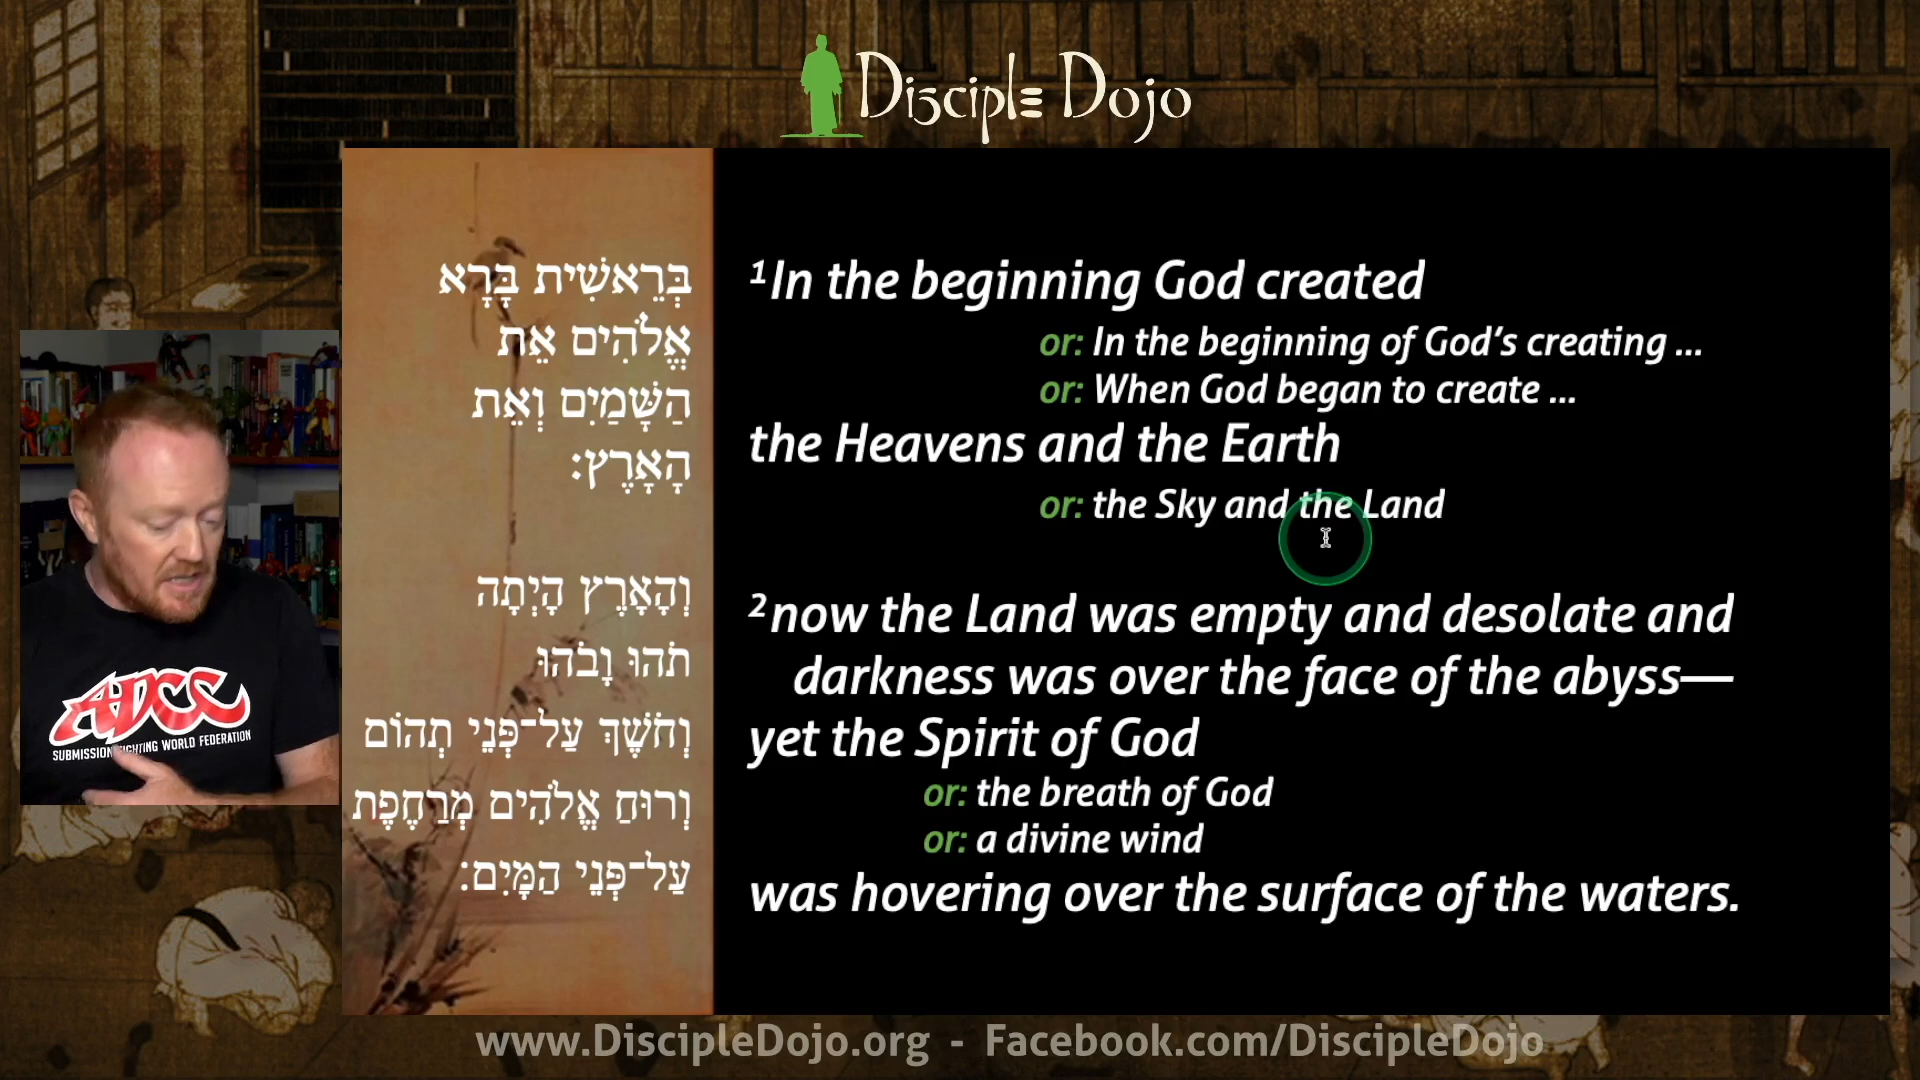 Disciple Dojo
בְּרֵאשִׁית בָּרָא
אֱלֹהִים אֵת
הַשָּׁמַיִם וְאֵת
הָאָרֶץ׃
וְהָאָרֶץ הָיְתָה
תֹהוּ וָבֹהוּ
וְחֹשֶׁךְ עַל־פְּנֵי תְהוֹם
וְרוּחַ אֱלֹהִים מְרַחֶפֶת
עַל־פְּנֵי הַמָּיִם׃
¹In the beginning God created
or: In the beginning of God’s creating ...
or: When God began to create ...
the Heavens and the Earth
or: the Sky and the Land
²now the Land was empty and desolate and
darkness was over the face of the abyss—
yet the Spirit of God
or: the breath of God
or: a divine wind
was hovering over the surface of the waters.
ADCC
SUBMISSION FIGHTING WORLD FEDERATION
www.DiscipleDojo.org - Facebook.com/DiscipleDojo